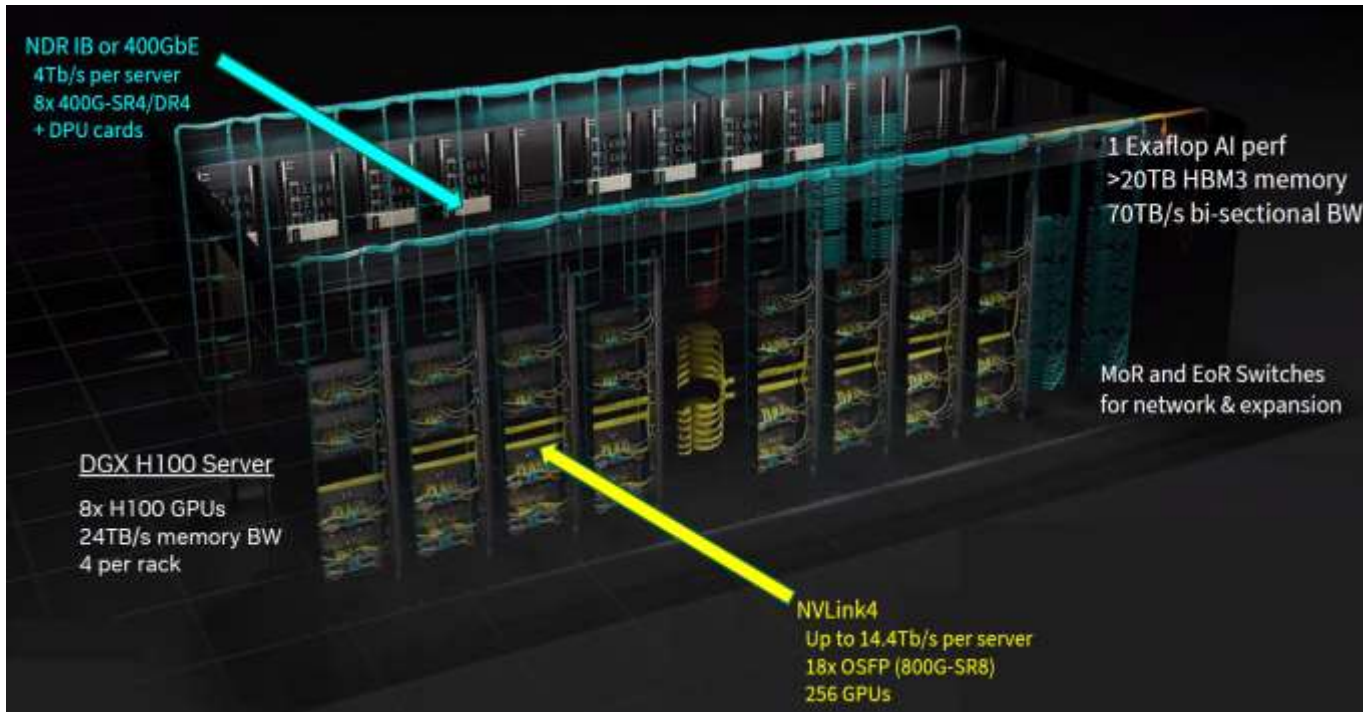 NDR IB or 400GbE
4Tb/s per server
8x 400G-SR4/DR4
+ DPU cards
1 Exaflop AI perf
>20TB HBM3 memory
70TB/s bi-sectional BW
MoR and EoR Switches
for network & expansion
DGX H100 Server
8x H100 GPUs
24TB/s memory BW
4 per rack
NVLink4
Up to 14.4Tb/s per server
18x OSFP (800G-SR8)
256 GPUs